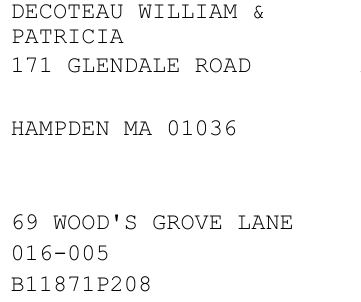 DECOTEAU WILLIAM &
PATRICIA
171 GLENDALE ROAD
HAMPDEN MA 01036
69 WOOD'S GROVE LANE
016-005
B11871P208